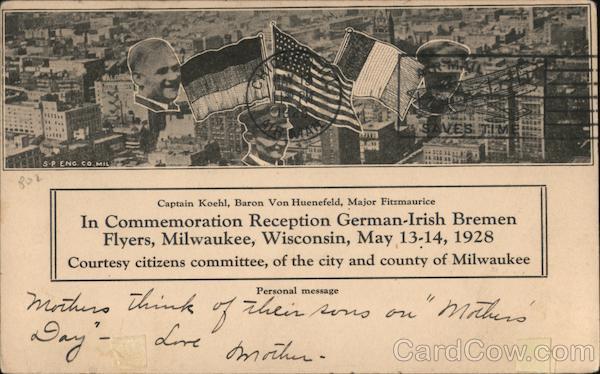 SAVES TIME
S-P ENG. CO. MIL
802
Captain Koehl, Baron Von Huenefeld, Major Fitzmaurice
In Commemoration Reception German-Irish Bremen
Flyers, Milwaukee, Wisconsin, May 13-14, 1928
Courtesy citizens committee, of the city and county of Milwaukee
Personal message
Mothers think of their sons on "Mothers'
Day" - Love
Mother -
CardCow.com